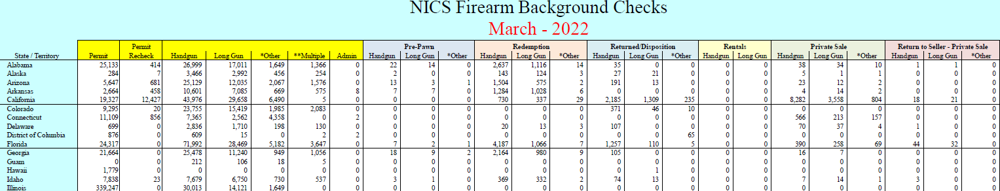 NICS Firearm Background Checks
March - 2022
Pre-Pawn Redemption Returned/Disposition Rentals Private Sale Return to Seller - Private Sale
Permit
State / Territory Permit Recheck Handgun Long Gun *Other **Multiple Admin Handgun Long Gun *Other Handgun Long Gun *Other Handgun Long Gun *Other Handgun Long Gun Handgun Long Gun *Other Handgun Long Gun *Other
Alabama 25,133 414 26,999 17,011 1,649 1,366 0 22 14 0 2,637 1,116 14 35 0 0 0 0 38 34 10 1 1 0
Alaska 284 7 3,466 2,992 456 254 0 2 0 0 143 124 3 27 21 0 0 0 5 1 1 0 0 0
Arizona 5,647 681 25,129 12,035 2,067 1,576 0 13 3 1 1,504 575 2 191 13 0 0 0 23 12 2 0 0 0
Arkansas 2,664 458 10,601 7,085 669 575 8 7 7 0 1,284 1,028 6 0 0 0 0 0 4 14 2 0 0 0
California 19,327 12,427 43,976 29,658 6,490 5 0 0 0 0 730 337 29 2,185 1,309 235 0 0 8,282 3,558 804 18 21 0
Colorado 9,295 20 23,755 15,419 1,985 2,083 0 0 0 0 0 0 0 371 46 10 0 0 0 0 0 0 0 0
Connecticut 11,109 856 7,365 2,562 4,358 0 2 0 0 0 0 0 0 0 0 0 0 0 566 213 157 0 0 0
Delaware 699 0 2,836 1,710 198 130 0 0 0 0 20 13 3 107 0 0 0 0 70 37 4 1 0 0
District of Columbia 876 0 609 15 0 2 2 0 0 0 0 0 0 0 0 65 0 0 0 0 0 0 0 0
Florida 24,317 0 71,992 28,469 5,182 3,647 0 7 2 1 4,187 1,066 7 1,257 110 5 0 0 390 258 69 44 32 0
Georgia 21,664 0 25,478 11,240 949 1,056 0 18 9 2 2,164 980 9 105 0 0 0 0 16 7 0 0 0 0
Guam 0 0 212 106 18 5 0 0 0 0 0 0 0 0 0 0 0 0 0 0 0 0 0 0
Hawaii 1,779 0 0 0 0 0 0 0 0 0 0 0 0 0 1 0 0 0 0 0 0 0 0 0
Idaho 7,838 23 7,679 6,750 730 537 0 3 1 0 369 332 2 74 13 0 0 0 7 14 1 3 0 0
Illinois 339,247 0 30,013 14,121 1,649 0 0 0 0 0 0 0 0 0 0 0 0 0 0 0 0 0 0 0